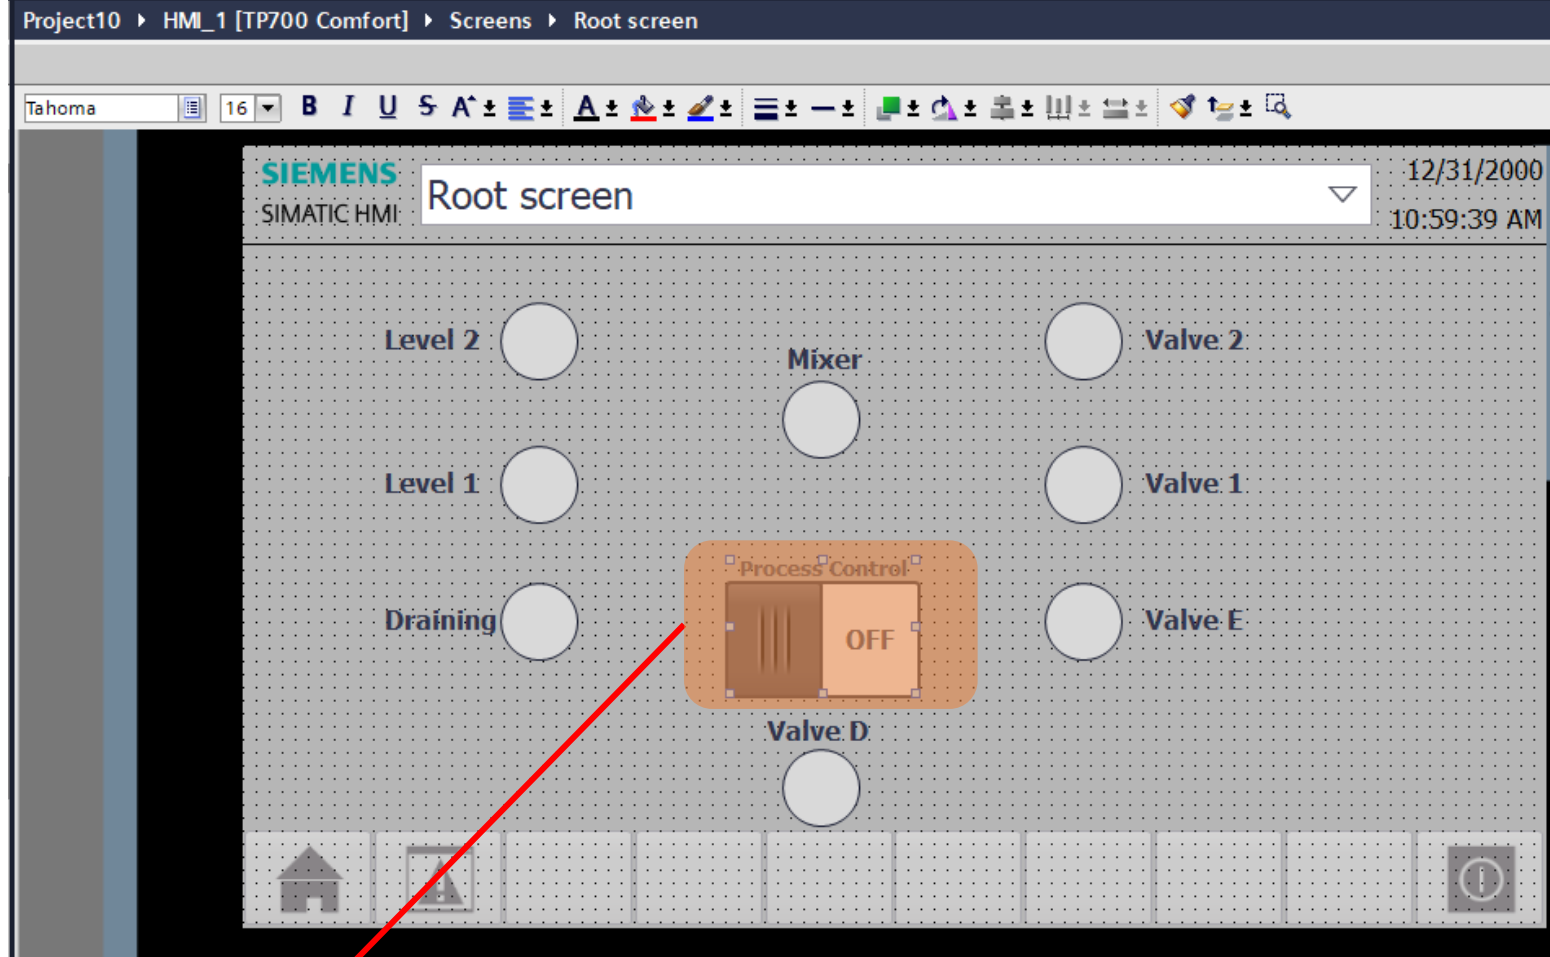 Project10 ▸ HMI_1 [TP700 Comfort] ▸ Screens ▸ Root screen
Tahoma 16 B I U S A A
SIEMENS
SIMATIC HMI
Root screen
12/31/2000
10:59:39 AM
Level 2
Mixer
Valve 2
Level 1
Valve 1
Process Control
Draining
OFF
Valve E
Valve D